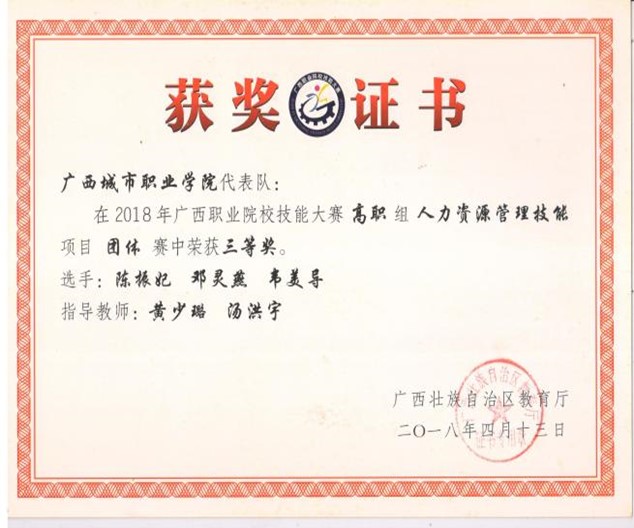 获奖证书
广西城市职业学院代表队：
在2018年广西职业院校技能大赛 高职 组 人力资源管理技能
项目 团体 赛中荣获三等奖。
选手：陈振妃 邓灵燕 韦美导
指导教师：黄少璐 汤洪宇
广西壮族自治区教育厅
二〇一八年四月十三日